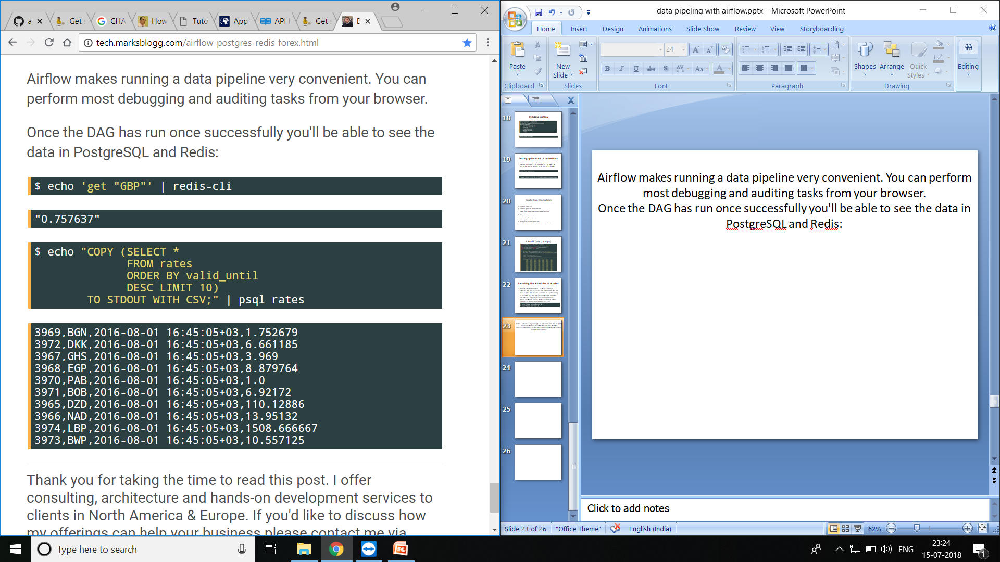 a
Get
CHA
How
Tuto
App
API
Get
E
tech.marksblogg.com/airflow-postgres-redis-forex.html
Airflow makes running a data pipeline very convenient. You can
perform most debugging and auditing tasks from your browser.
Once the DAG has run once successfully you'll be able to see the
data in PostgreSQL and Redis:
$ echo 'get "GBP"' | redis-cli
"0.757637"
$ echo "COPY (SELECT *
FROM rates
ORDER BY valid_until
DESC LIMIT 10)
TO STDOUT WITH CSV;" | psql rates
3969,BGN,2016-08-01 16:45:05+03,1.752679
3972,DKK,2016-08-01 16:45:05+03,6.661185
3967,GHS,2016-08-01 16:45:05+03,3.969
3968,EGP,2016-08-01 16:45:05+03,8.879764
3970,PAB,2016-08-01 16:45:05+03,1.0
3971,BOB,2016-08-01 16:45:05+03,6.92172
3965,DZD,2016-08-01 16:45:05+03,110.12886
3966,NAD,2016-08-01 16:45:05+03,13.95132
3974,LBP,2016-08-01 16:45:05+03,1508.666667
3973,BWP,2016-08-01 16:45:05+03,10.557125
Thank you for taking the time to read this post. I offer
consulting, architecture and hands-on development services to
clients in North America & Europe. If you'd like to discuss how
my offerings can help your business please contact me via
data pipeling with airflow.pptx - Microsoft PowerPoint
Home Insert Design Animations Slide Show Review View Storyboarding
24
Paste
New
Slide
Shapes Arrange Quick
Styles
Editing
Clipboard Slides Font Paragraph Drawing
18
Installing Airflow
19
Setting up Database Connections
20
Create two connections
21
CREATE DAG (rates.py)
22
Launching the Scheduler & Worker
$ airflow scheduler &
$ airflow worker &
23
24
25
26
Airflow makes running a data pipeline very convenient. You can perform
most debugging and auditing tasks from your browser.
Once the DAG has run once successfully you'll be able to see the data in
PostgreSQL and Redis:
Click to add notes
Slide 23 of 26 "Office Theme" English (India) 62%
Type here to search
ENG
23:24
15-07-2018
1